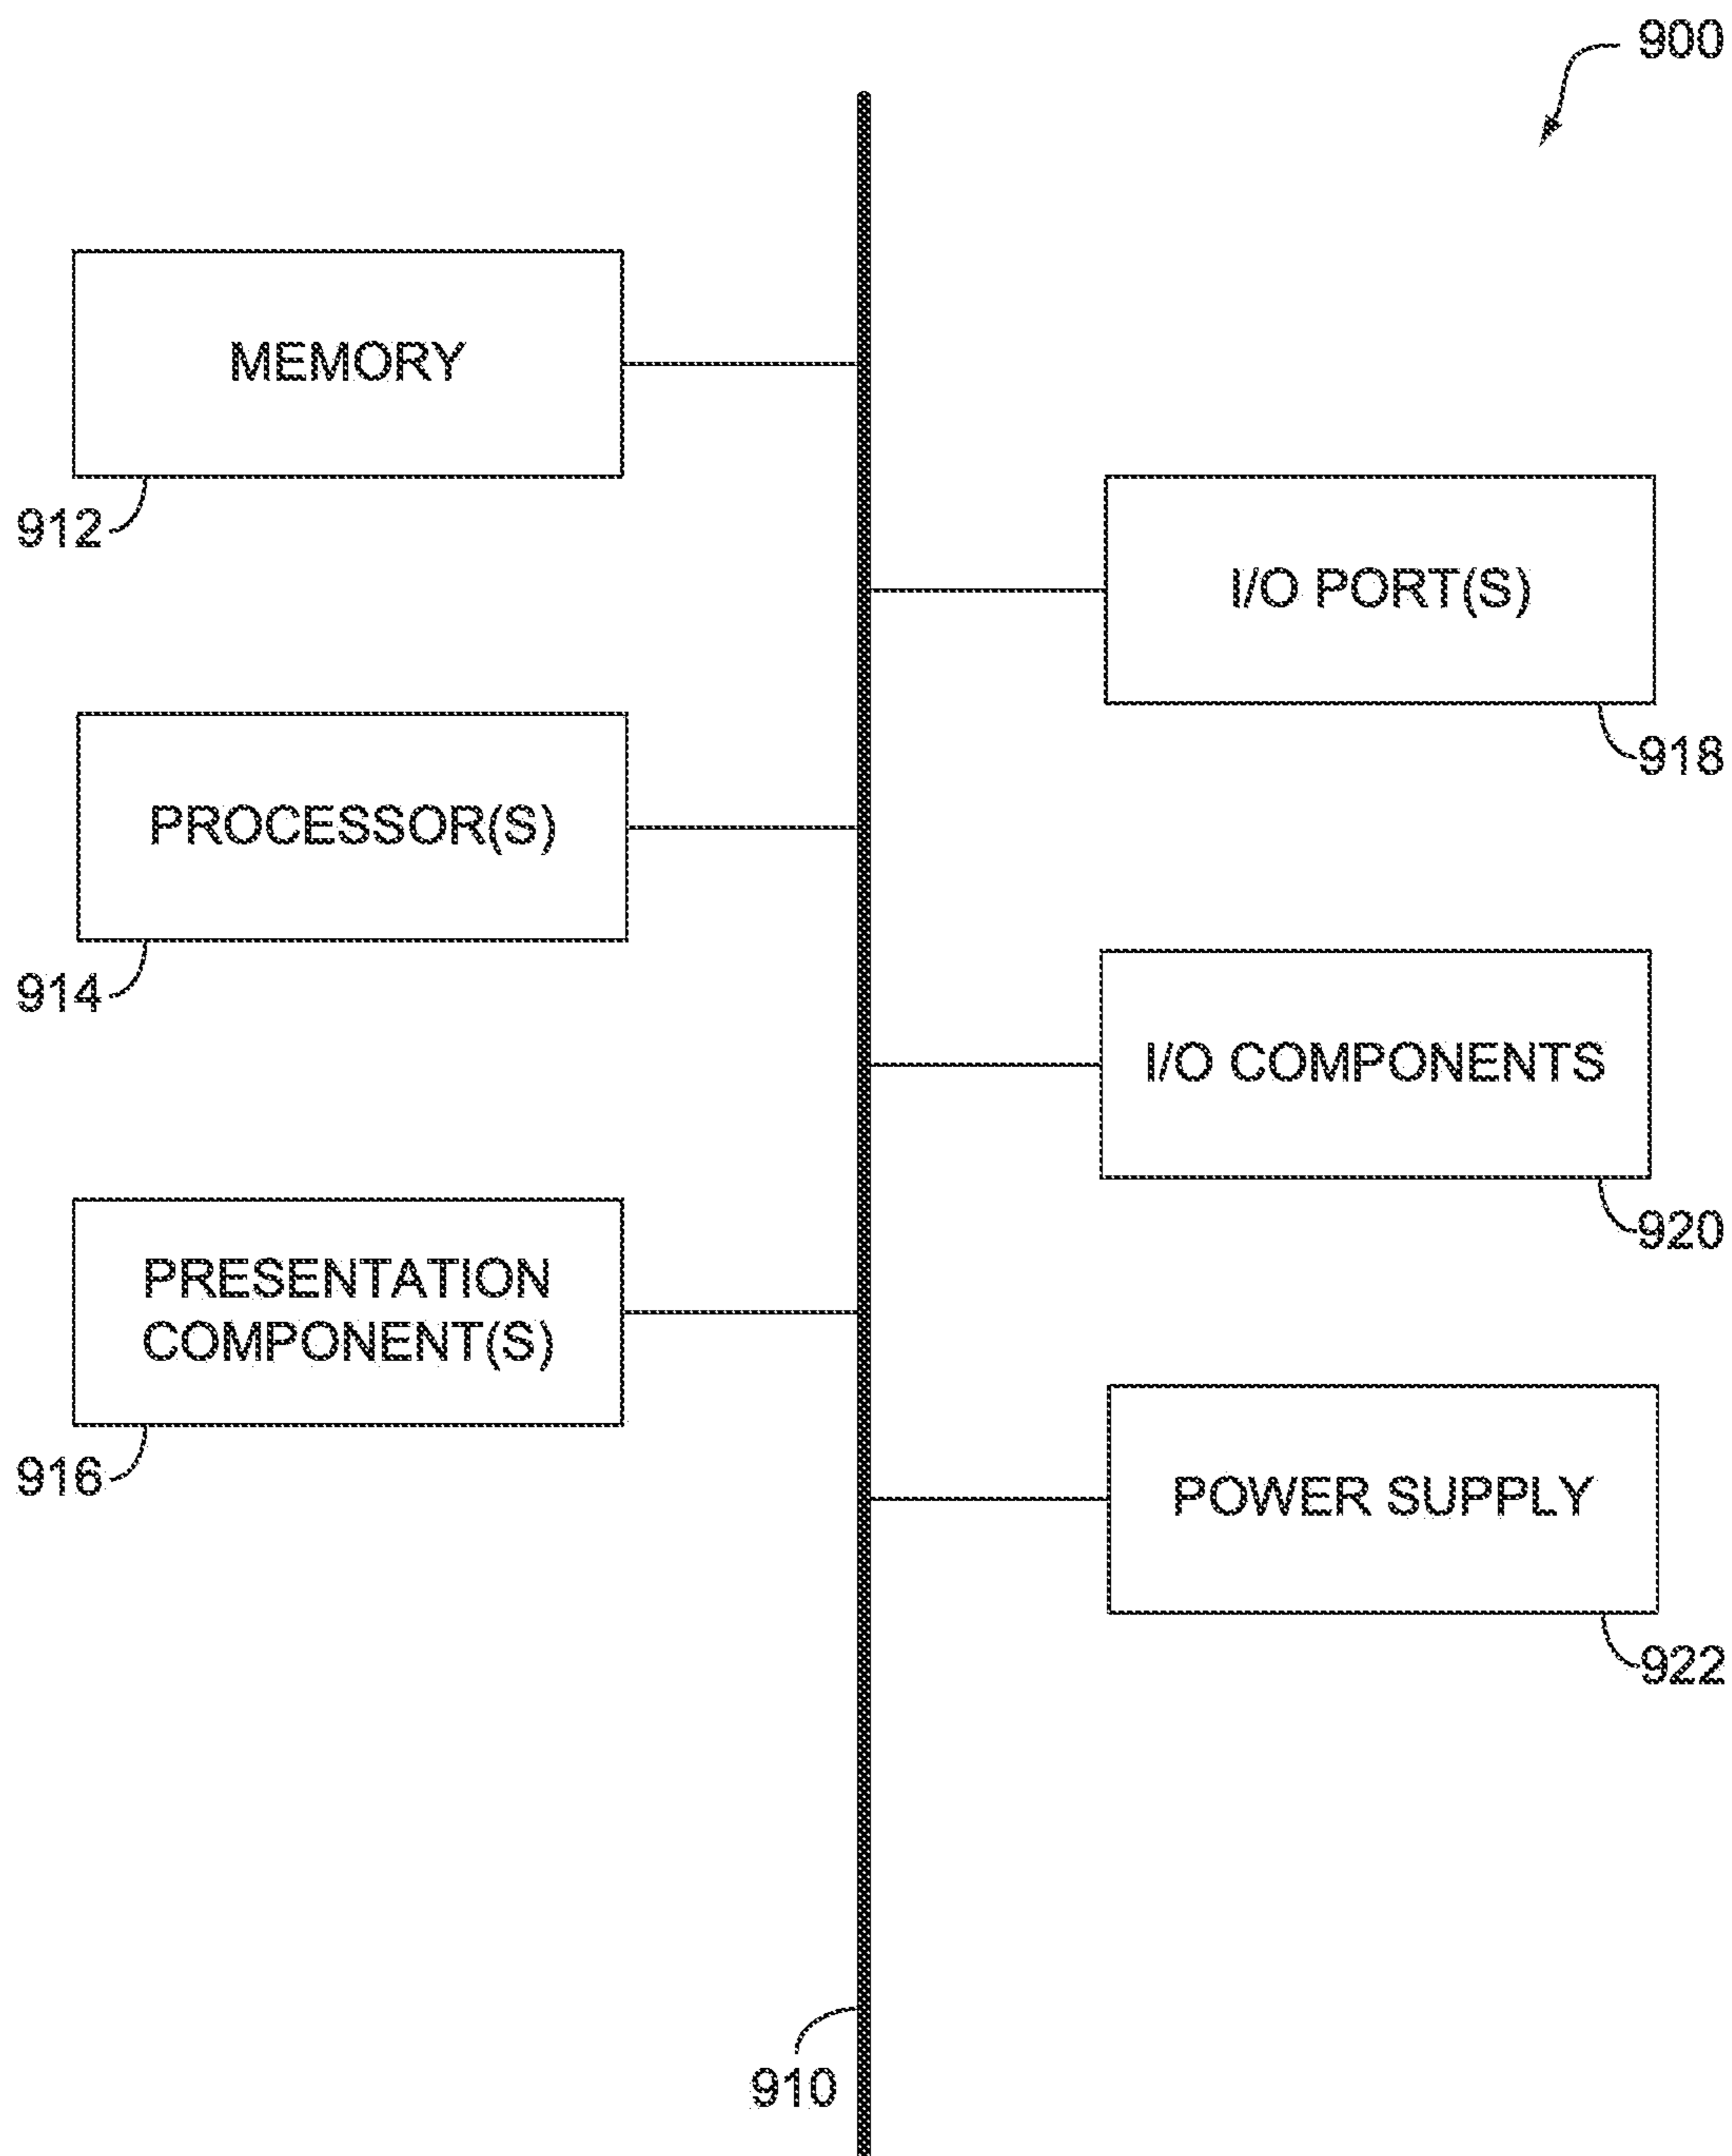 900
MEMORY
912
I/O PORT(S)
918
PROCESSOR(S)
914
I/O COMPONENTS
920
PRESENTATION
COMPONENT(S)
916
POWER SUPPLY
922
910